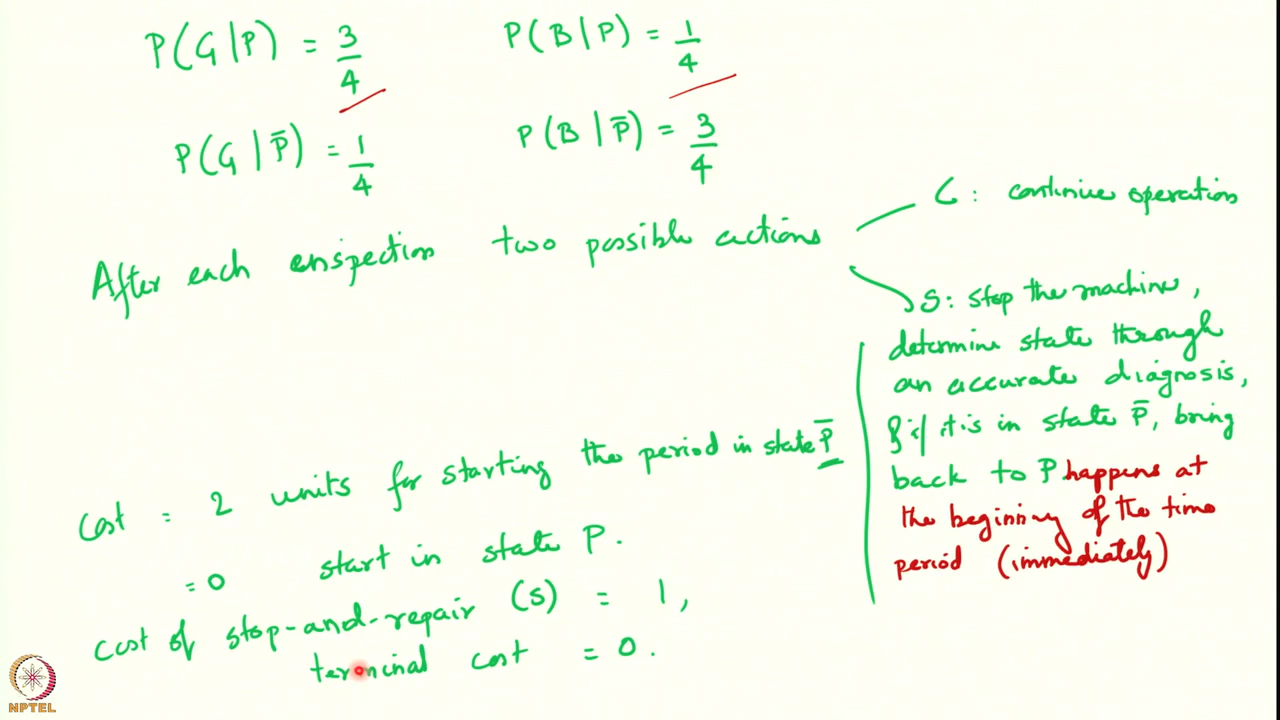 P(G|P) = 3/4    P(B|P) = 1/4
P(G|P̄) = 1/4    P(B|P̄) = 3/4
C: continue operation
After each enspection two possible actions
S: stop the machine,
determine state through
an accurate diagnosis,
& if it is in state P̄, bring
back to P happens at
the beginning of the time
period (immediately)
Cost = 2 units for starting the period in state P̄
= 0 start in state P.
cost of stop-and-repair (S) = 1,
terminal cost = 0.
NPTEL